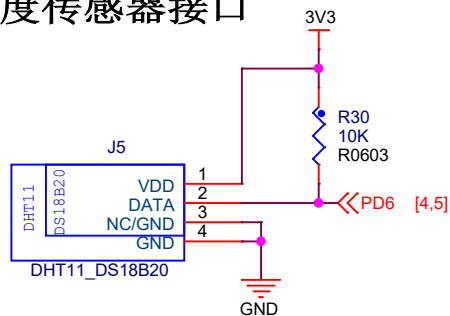 度传感器接口
3V3
R30
10K
R0603
J5
DHT11
DS18B20
VDD 1
DATA 2
NC/GND 3
GND 4
PD6 [4,5]
DHT11_DS18B20
GND